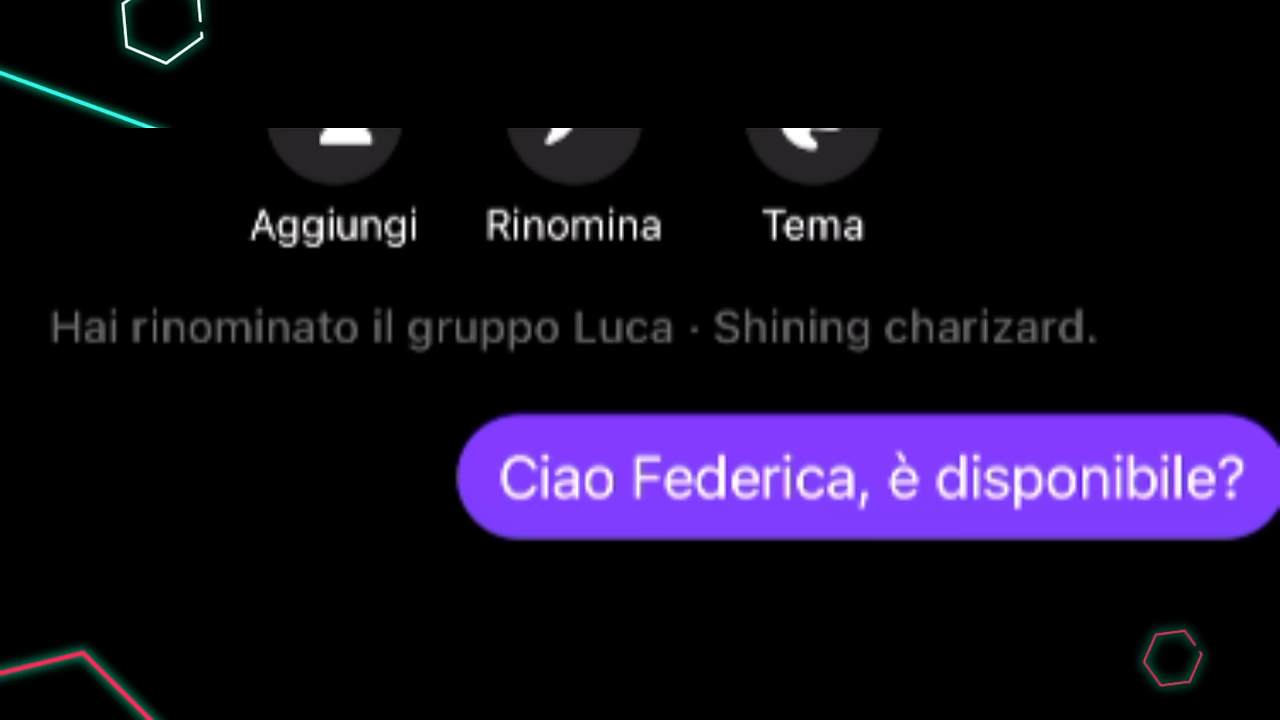 Aggiungi Rinomina Tema
Hai rinominato il gruppo Luca · Shining charizard.
Ciao Federica, è disponibile?